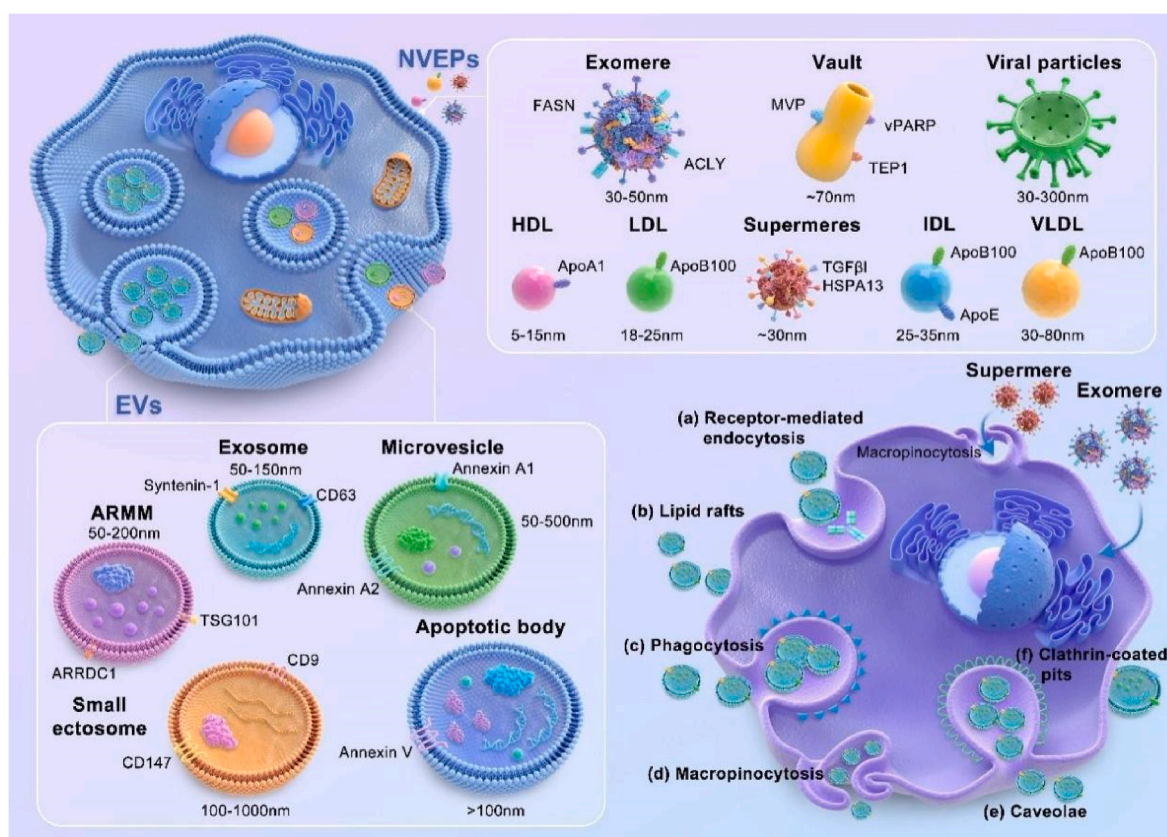 NVEPs
Exomere
FASN
ACLY
30-50nm
Vault
MVP
vPARP
TEP1
~70nm
Viral particles
30-300nm
HDL
ApoA1
5-15nm
LDL
ApoB100
18-25nm
Supermeres
TGFβI
HSPA13
~30nm
IDL
ApoB100
ApoE
25-35nm
VLDL
ApoB100
30-80nm
EVs
Exosome
50-150nm
Syntenin-1
CD63
Microvesicle
Annexin A1
50-500nm
Annexin A2
ARMM
50-200nm
TSG101
ARRDC1
Small
ectosome
CD9
CD147
100-1000nm
Apoptotic body
Annexin V
>100nm
Supermere
Exomere
Macropinocytosis
(a) Receptor-mediated
endocytosis
(b) Lipid rafts
(c) Phagocytosis
(d) Macropinocytosis
(e) Caveolae
(f) Clathrin-coated
pits